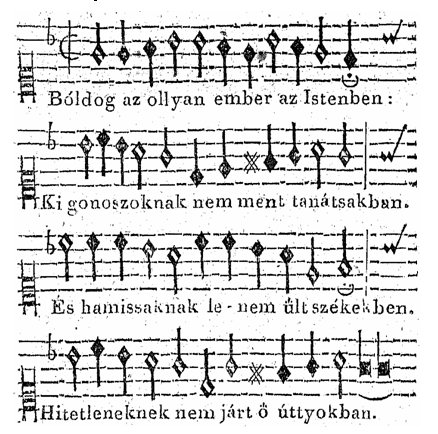 Bóldog az ollyan ember az Istenben:
Ki gonoszoknak nem ment tanátsakban.
És hamissaknak le-nem űlt székekben.
Hitetleneknek nem járt ő úttyokban.